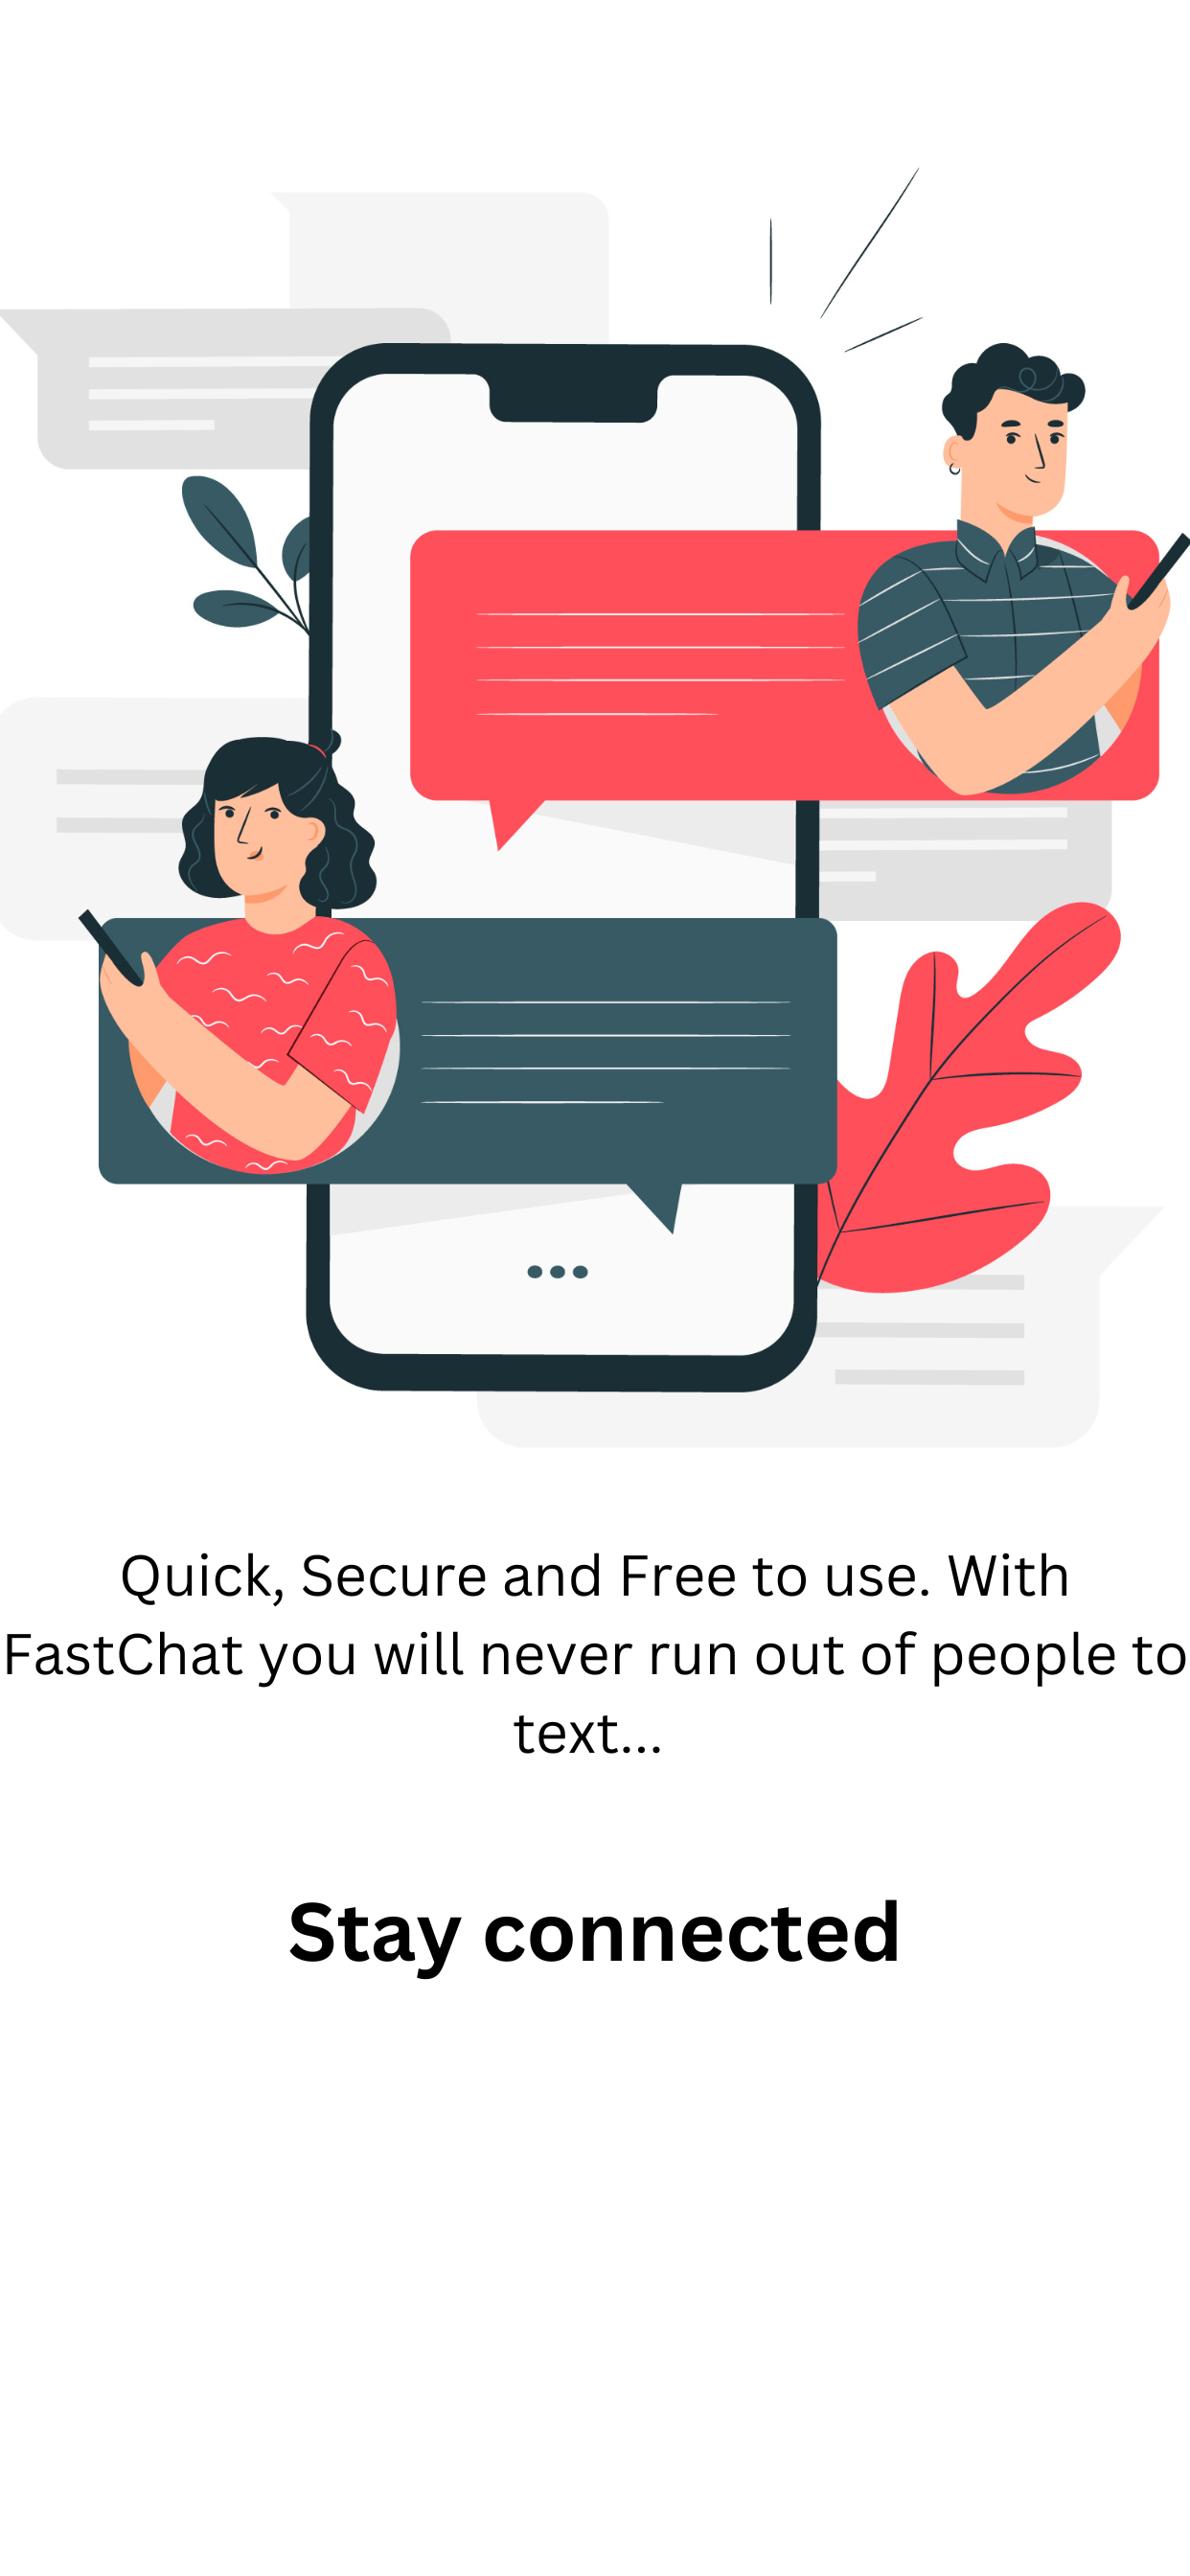 Quick, Secure and Free to use. With
FastChat you will never run out of people to
text...
Stay connected